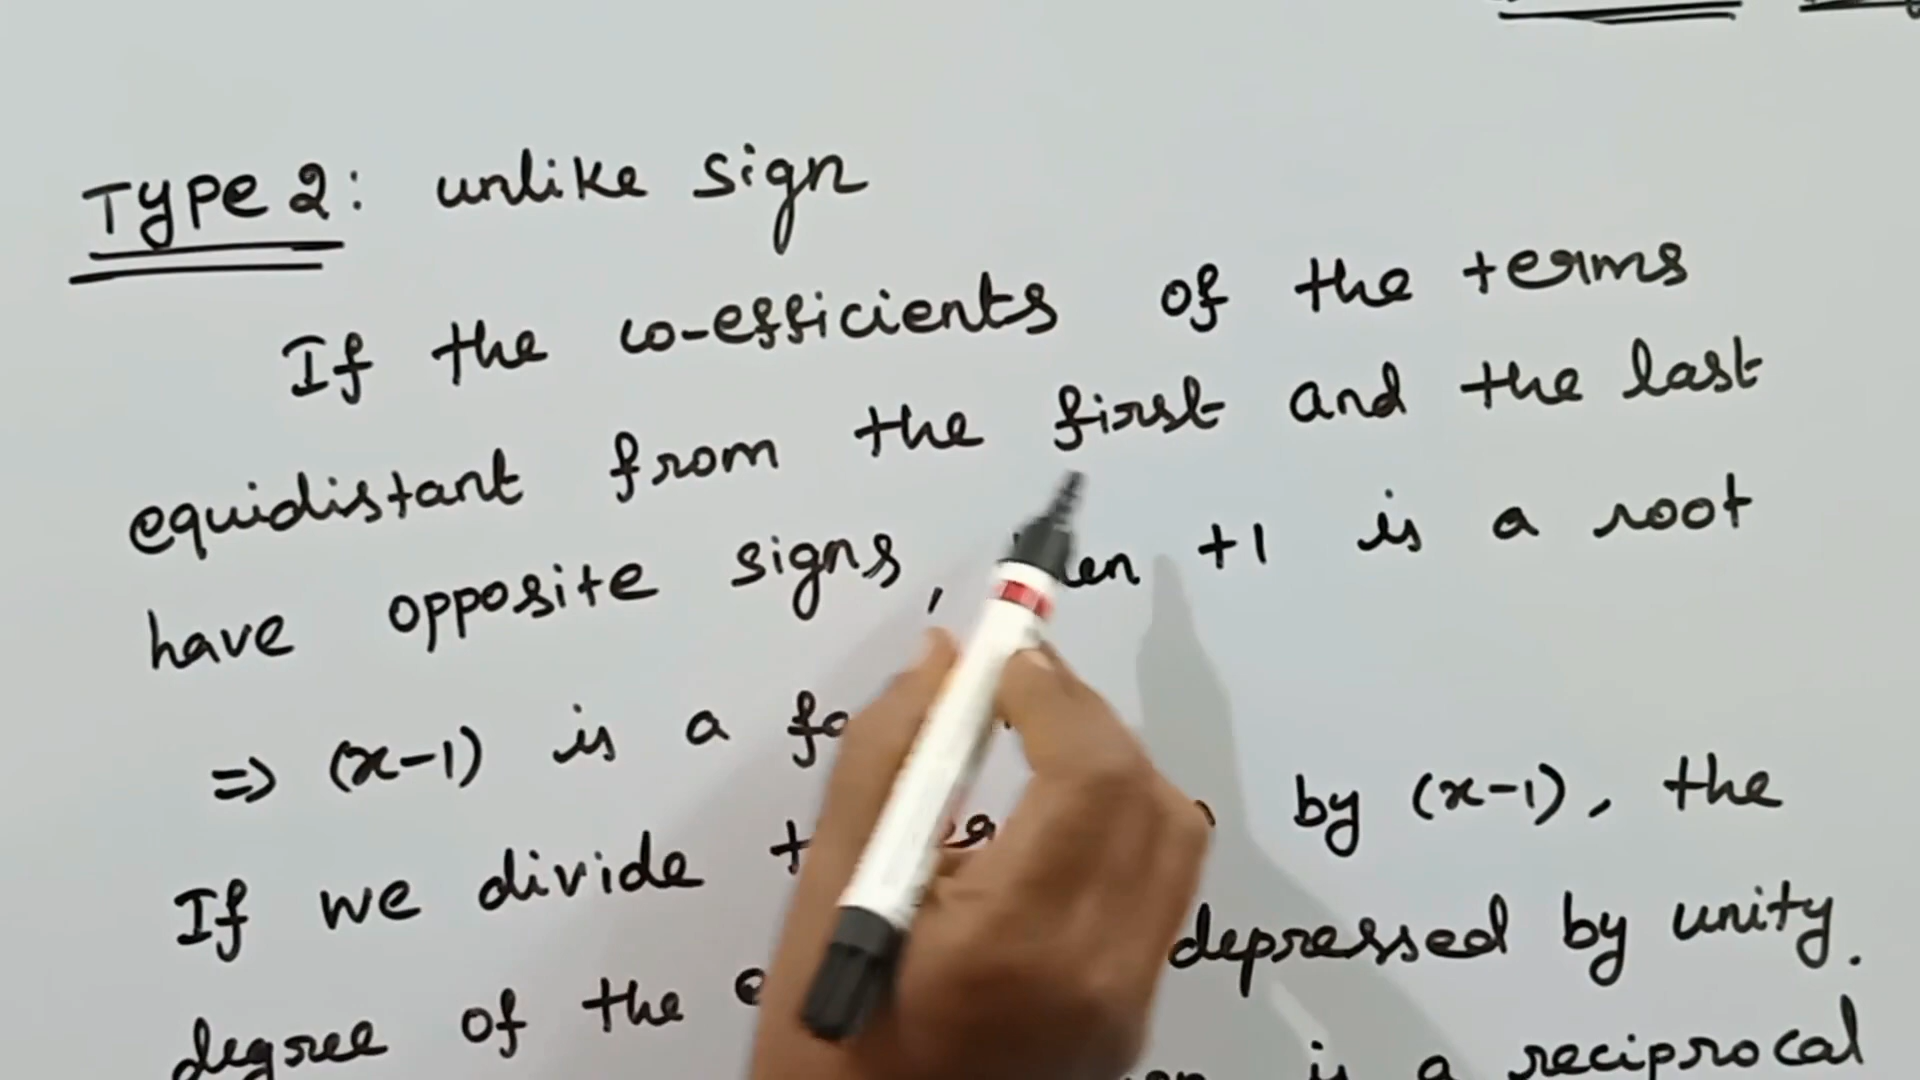 TYPE 2: unlike sign
If the co-efficients of the terms
equidistant from the first and the last
have opposite signs, +1 is a root
=> (x-1) is a
If we divide by (x-1), the
degree of the depressed by unity.
is a reciprocal